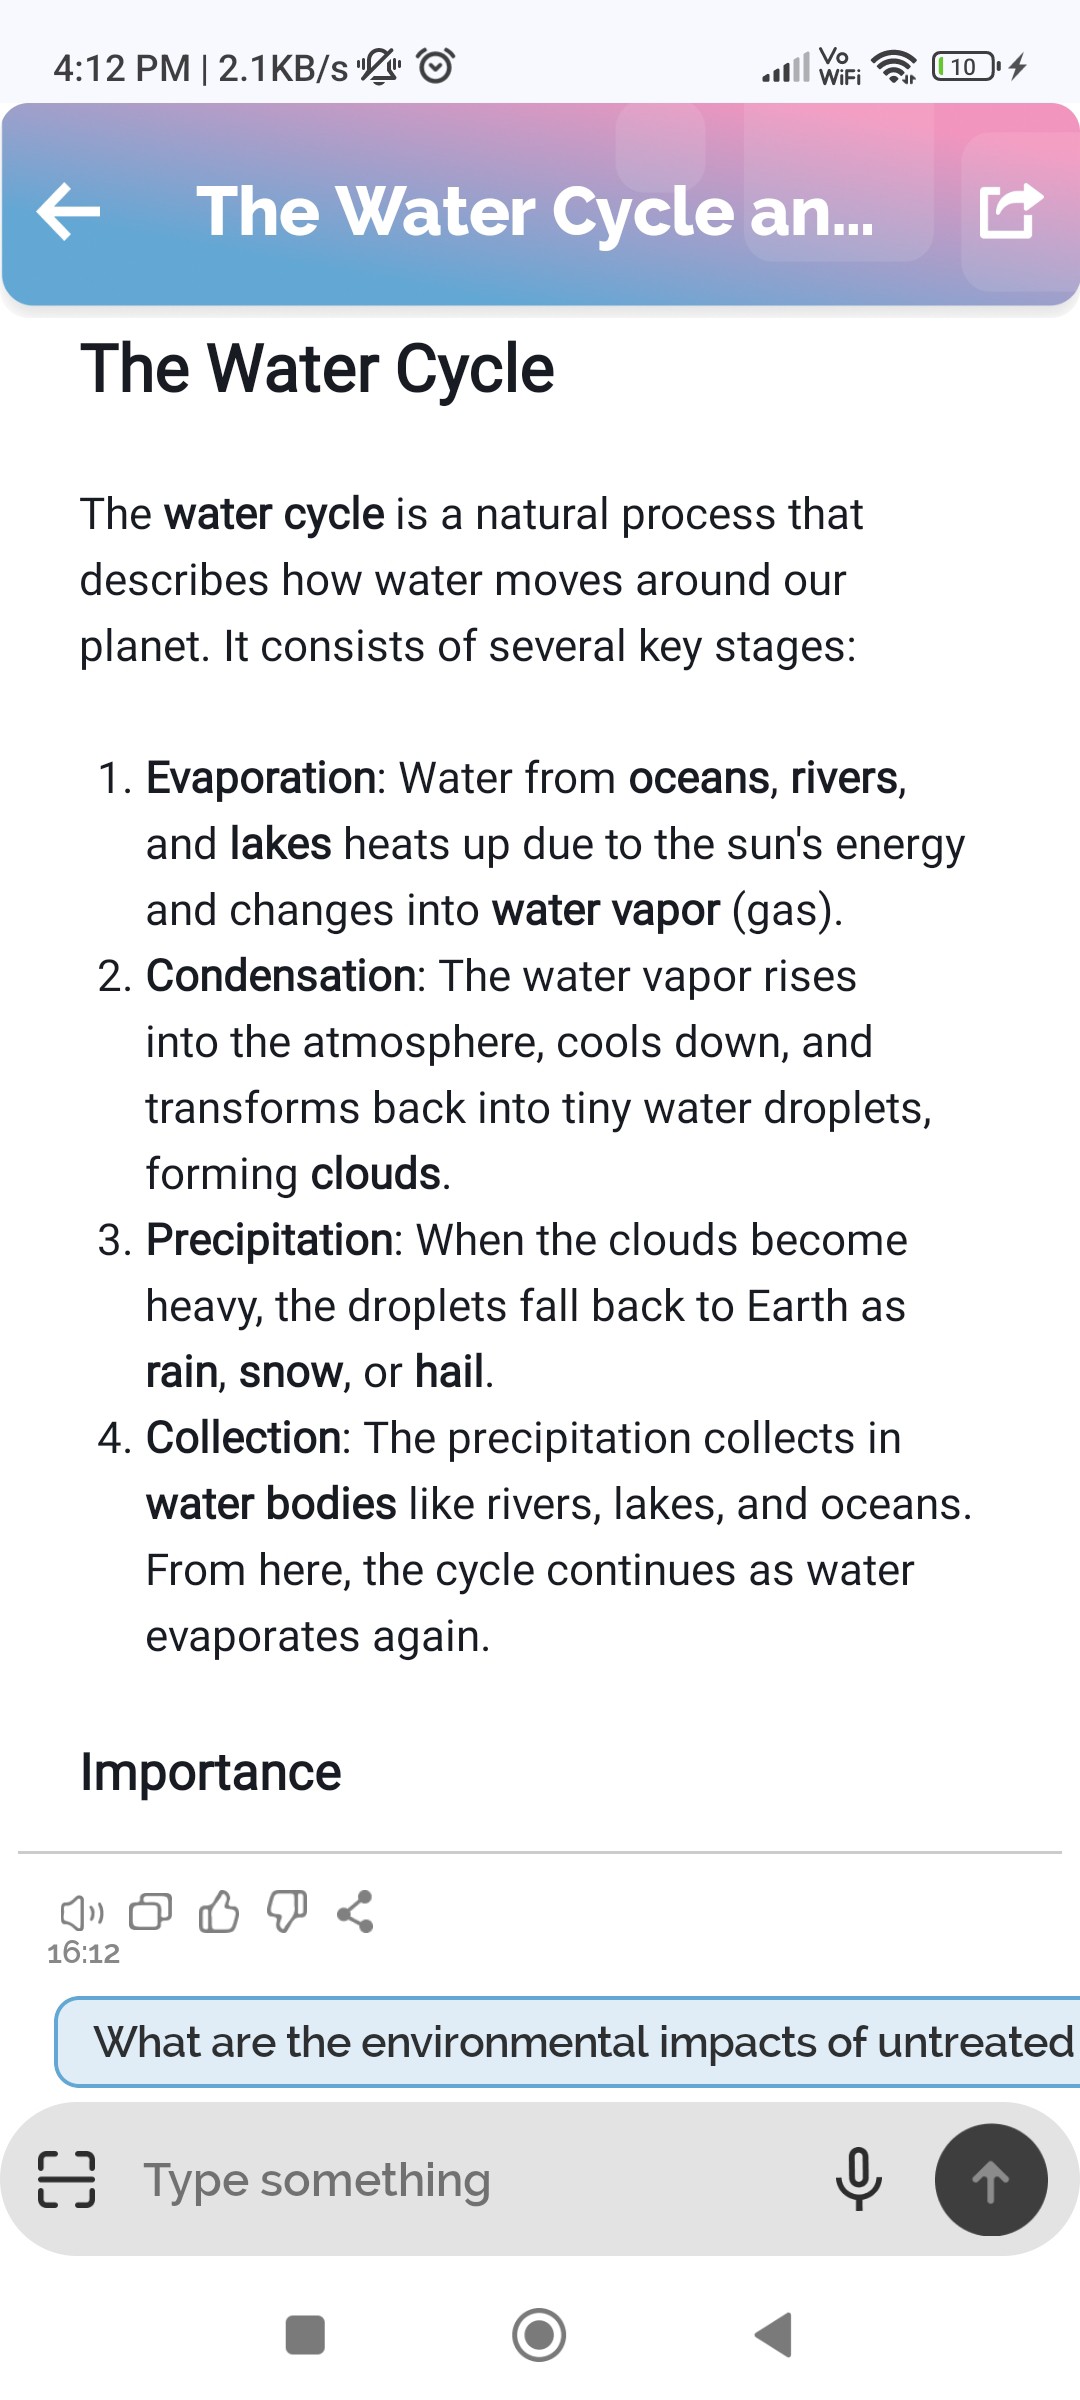 4:12 PM | 2.1KB/s
Vo
WiFi
10
The Water Cycle an...
The Water Cycle
The water cycle is a natural process that
describes how water moves around our
planet. It consists of several key stages:
1. Evaporation: Water from oceans, rivers,
and lakes heats up due to the sun's energy
and changes into water vapor (gas).
2. Condensation: The water vapor rises
into the atmosphere, cools down, and
transforms back into tiny water droplets,
forming clouds.
3. Precipitation: When the clouds become
heavy, the droplets fall back to Earth as
rain, snow, or hail.
4. Collection: The precipitation collects in
water bodies like rivers, lakes, and oceans.
From here, the cycle continues as water
evaporates again.
Importance
16:12
What are the environmental impacts of untreated
Type something